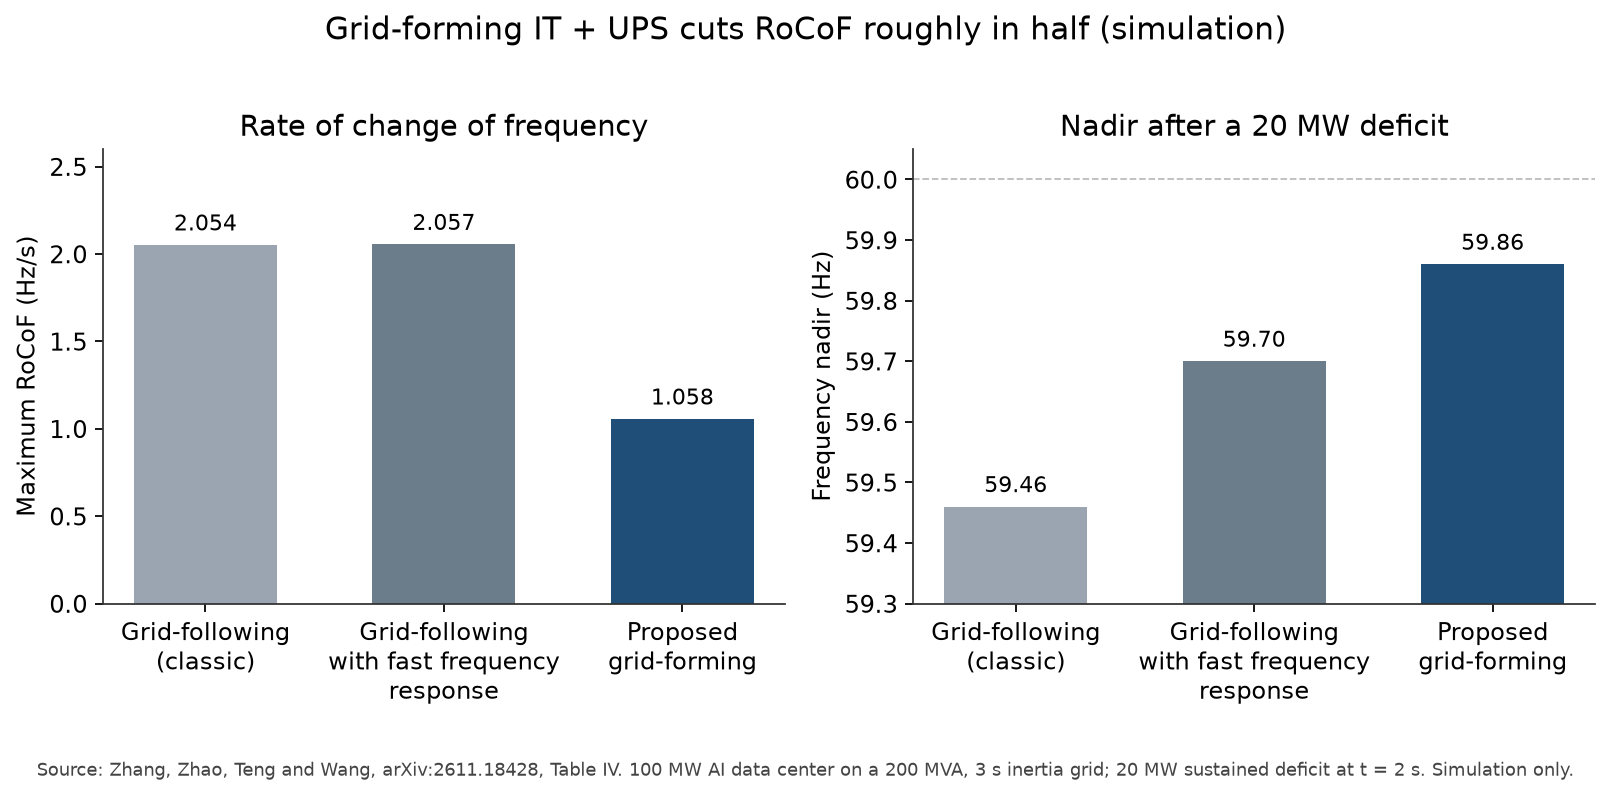 Grid-forming IT + UPS cuts RoCoF roughly in half (simulation)
Rate of change of frequency
Maximum RoCoF (Hz/s)
2.5
2.0
1.5
1.0
0.5
0.0
2.054
2.057
1.058
Grid-following
(classic)
Grid-following
with fast frequency
response
Proposed
grid-forming
Nadir after a 20 MW deficit
Frequency nadir (Hz)
60.0
59.9
59.8
59.7
59.6
59.5
59.4
59.3
59.46
59.70
59.86
Grid-following
(classic)
Grid-following
with fast frequency
response
Proposed
grid-forming
Source: Zhang, Zhao, Teng and Wang, arXiv:2611.18428, Table IV. 100 MW AI data center on a 200 MVA, 3 s inertia grid; 20 MW sustained deficit at t = 2 s. Simulation only.